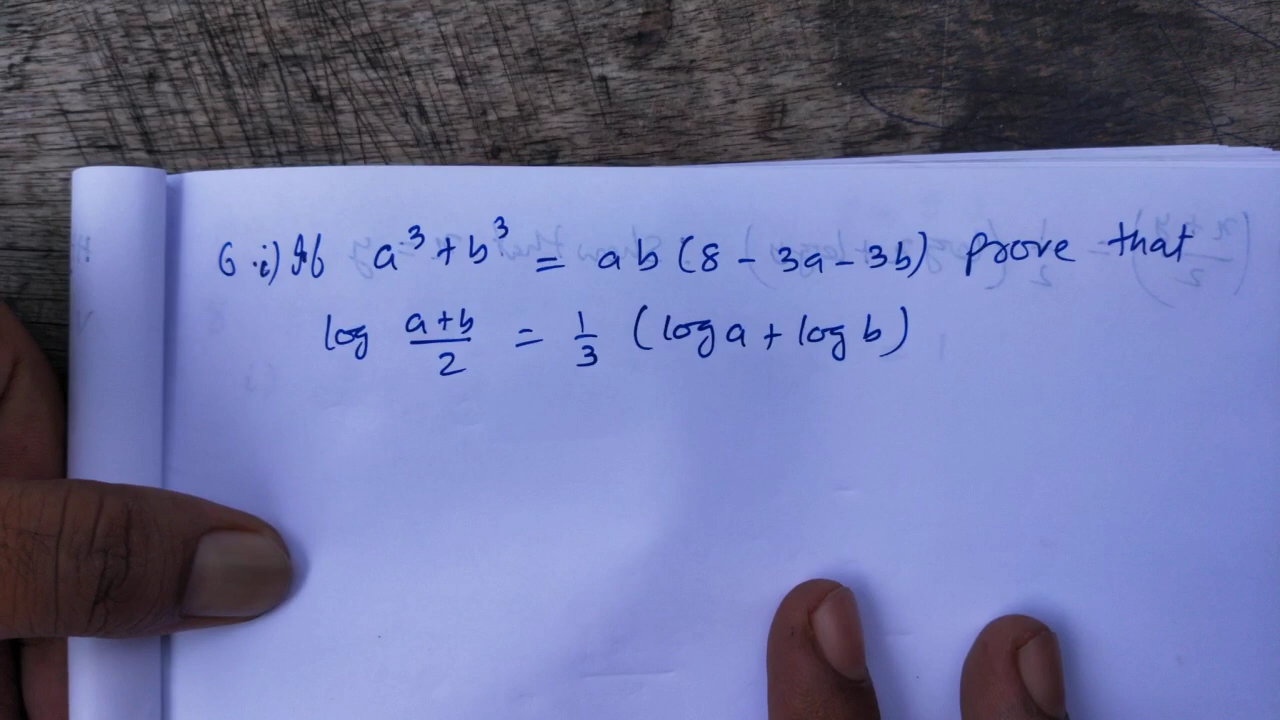 6 i) If a³ + b³ = ab (8 - 3a - 3b) prove that
log a+b/2 = 1/3 (log a + log b)